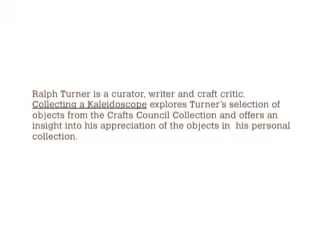 Ralph Turner is a curator, writer and craft critic.
Collecting a Kaleidoscope explores Turner's selection of
objects from the Crafts Council Collection and offers an
insight into his appreciation of the objects in his personal
collection.